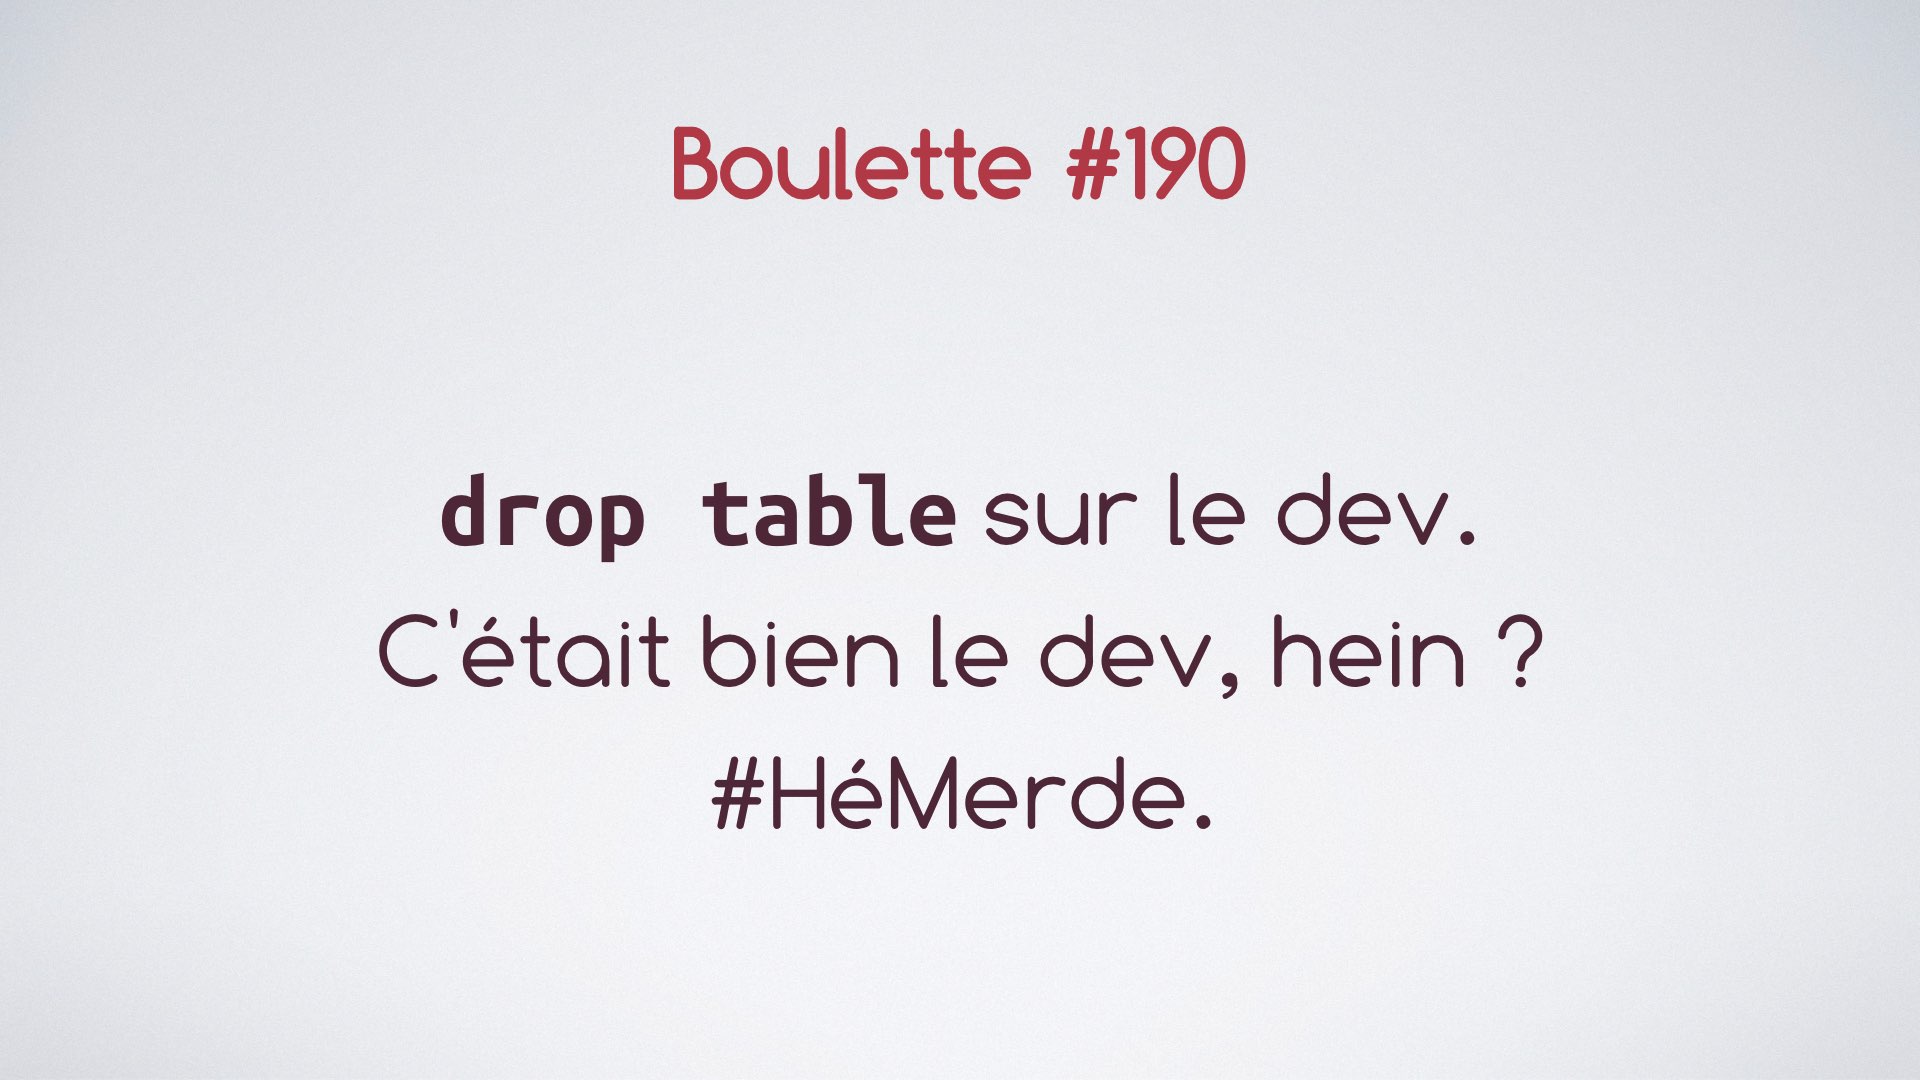 Boulette #190
drop table sur le dev.
C'était bien le dev, hein ?
#HéMerde.